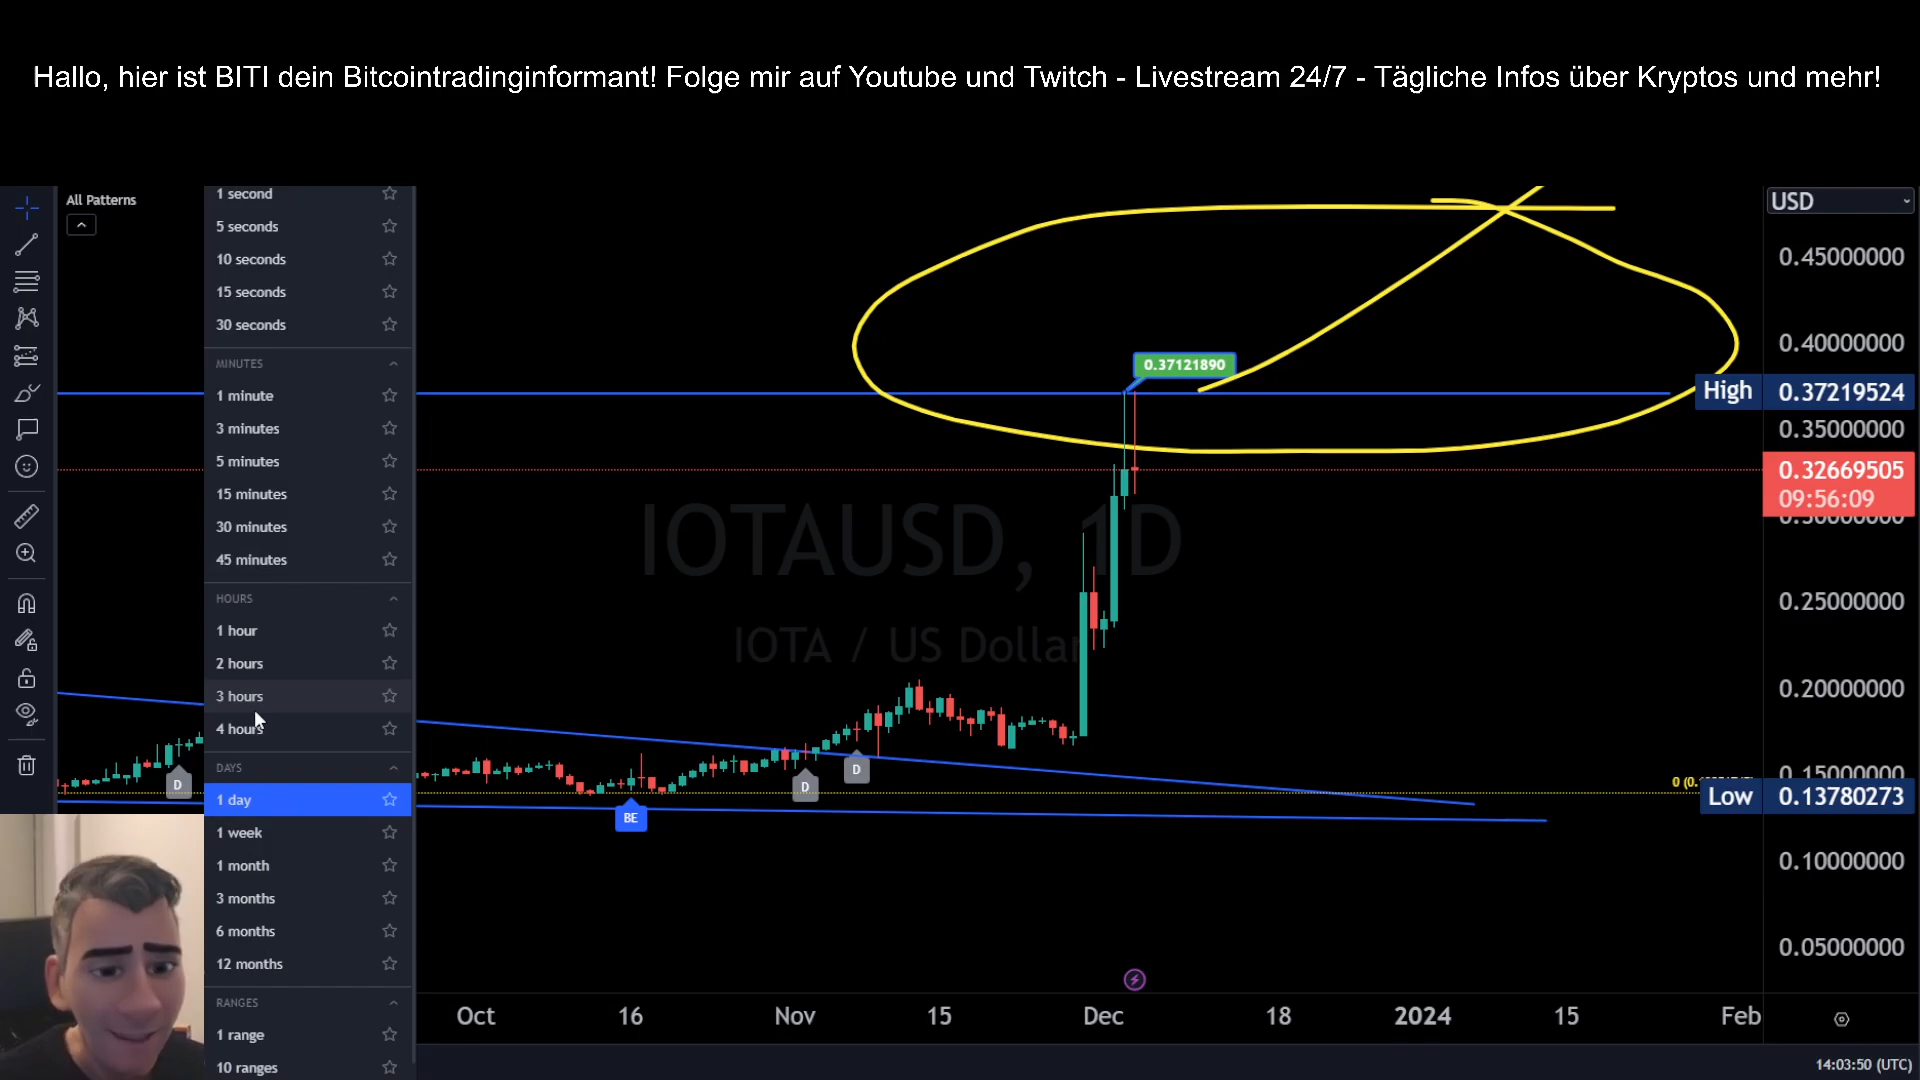 Hallo, hier ist BITI dein Bitcointradinginformant! Folge mir auf Youtube und Twitch - Livestream 24/7 - Tägliche Infos über Kryptos und mehr!
All Patterns
1 second
5 seconds
10 seconds
15 seconds
30 seconds
MINUTES
1 minute
3 minutes
5 minutes
15 minutes
30 minutes
45 minutes
HOURS
1 hour
2 hours
3 hours
4 hours
DAYS
1 day
1 week
1 month
3 months
6 months
12 months
RANGES
1 range
10 ranges
0.37121890
IOTAUSD, 1D
IOTA / US Dollar
D
BE
D
D
USD
0.45000000
0.40000000
High 0.37219524
0.35000000
0.32669505
09:56:09
0.30000000
0.25000000
0.20000000
0.15000000
0 (0.
Low 0.13780273
0.10000000
0.05000000
Oct 16 Nov 15 Dec 18 2024 15 Feb
14:03:50 (UTC)